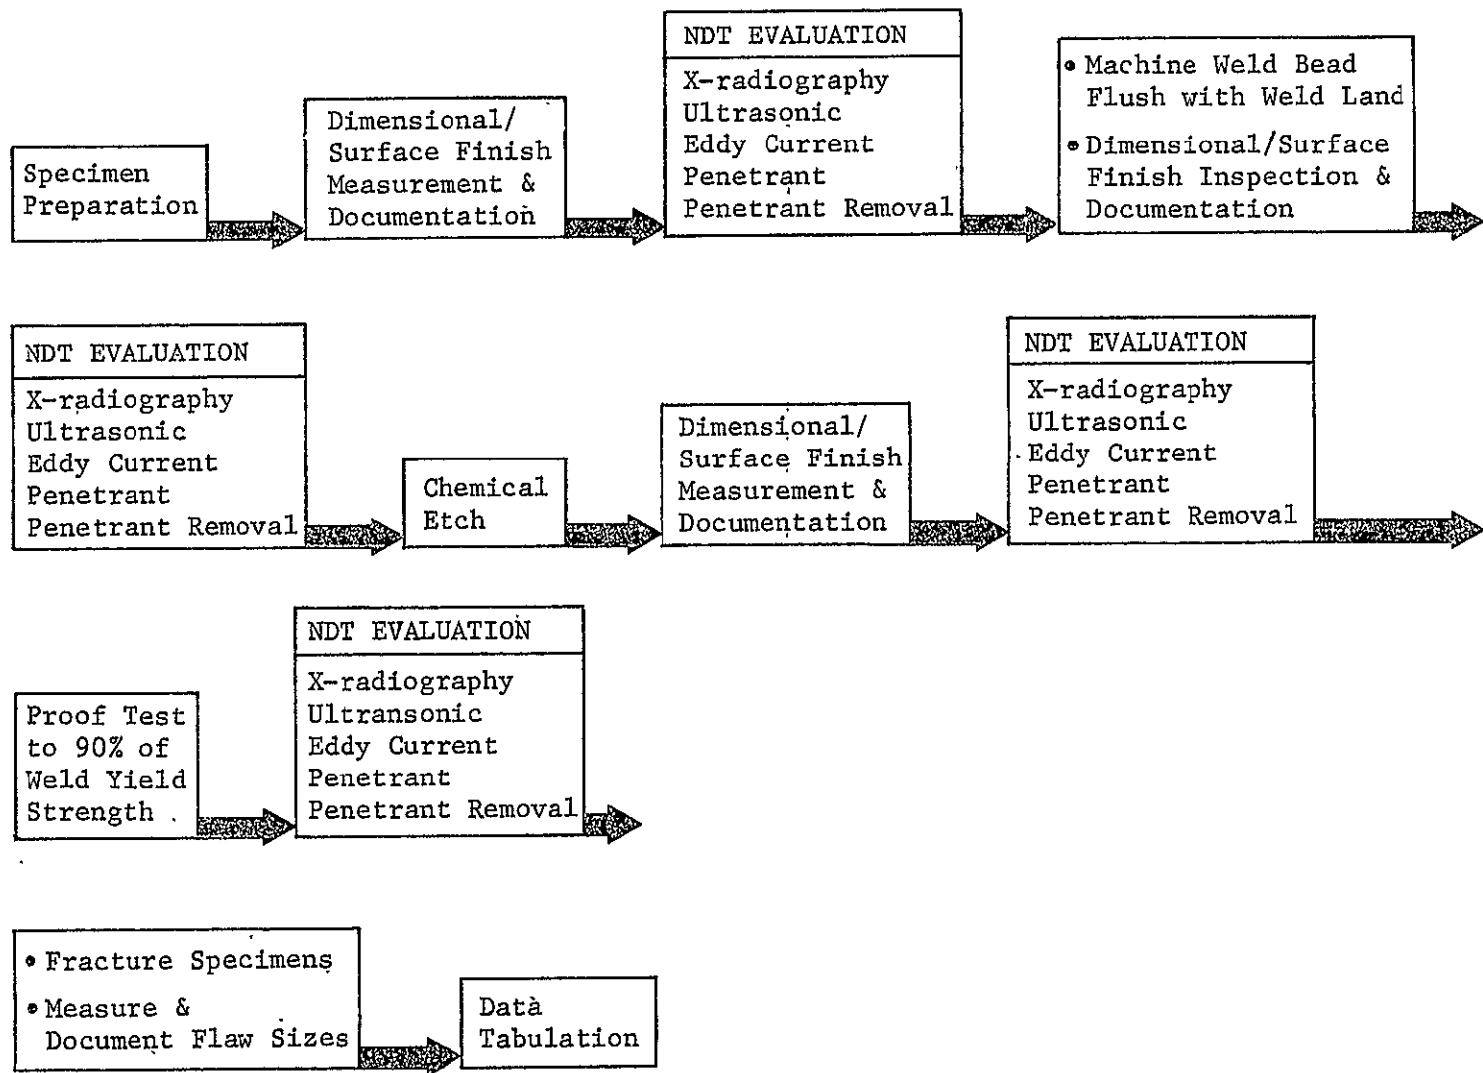 Specimen
Preparation
Dimensional/
Surface Finish
Measurement &
Documentation
NDT EVALUATION
X-radiography
Ultrasonic
Eddy Current
Penetrant
Penetrant Removal
• Machine Weld Bead
Flush with Weld Land
• Dimensional/Surface
Finish Inspection &
Documentation
NDT EVALUATION
X-radiography
Ultrasonic
Eddy Current
Penetrant
Penetrant Removal
Chemical
Etch
Dimensional/
Surface Finish
Measurement &
Documentation
NDT EVALUATION
X-radiography
Ultrasonic
Eddy Current
Penetrant
Penetrant Removal
Proof Test
to 90% of
Weld Yield
Strength
NDT EVALUATION
X-radiography
Ultransonic
Eddy Current
Penetrant
Penetrant Removal
• Fracture Specimens
• Measure &
Document Flaw Sizes
Data
Tabulation